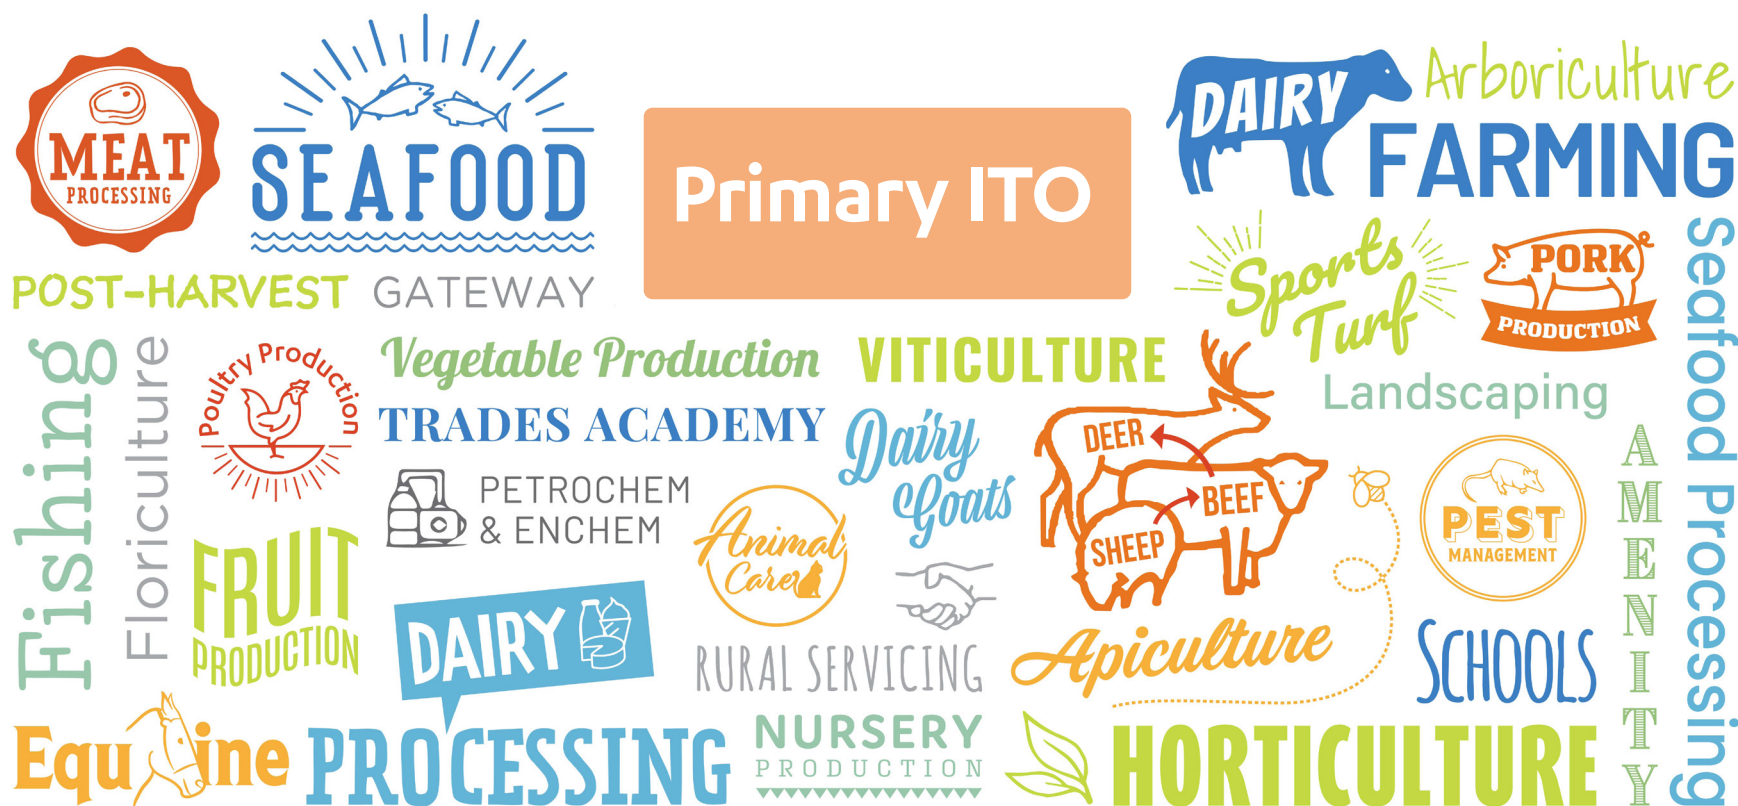 MEAT
PROCESSING
SEAFOOD
Primary ITO
DAIRY
FARMING
Arboriculture
POST-HARVEST
GATEWAY
Sports
Turf
PORK
PRODUCTION
Seafood Processing
Fishing
Floriculture
Poultry Production
Vegetable Production
VITICULTURE
TRADES ACADEMY
Landscaping
Dairy
Goats
DEER
BEEF
SHEEP
PETROCHEM
& ENCHEM
Animal
Care
PEST
MANAGEMENT
AMENITY
FRUIT
PRODUCTION
DAIRY
PROCESSING
RURAL SERVICING
Apiculture
SCHOOLS
Equine
NURSERY
PRODUCTION
HORTICULTURE